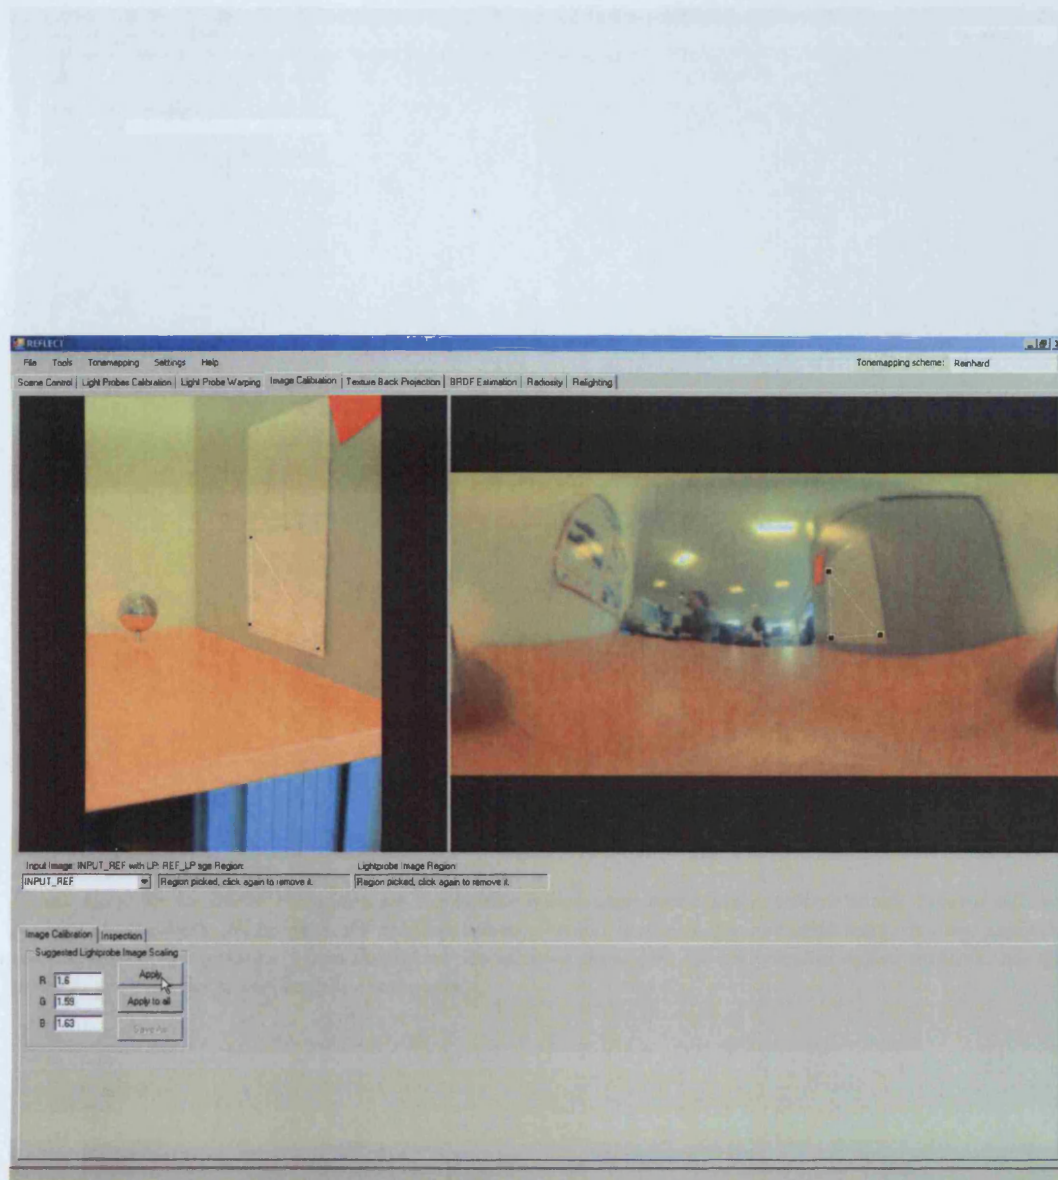 REFLECT
File Tools Tonemapping Settings Help Tonemapping scheme: Reinhard
Scene Control Light Probes Calibration Light Probe Warping Image Calibration Texture Back Projection BRDF Estimation Radiosity Relighting
Input Image: INPUT_REF with LP: REF_LP age Region: Lightprobe Image Region:
INPUT_REF Region picked, click again to remove it. Region picked, click again to remove it.
Image Calibration Inspection
Suggested Lightprobe Image Scaling
R 1.6 Apply
G 1.59 Apply to all
B 1.63